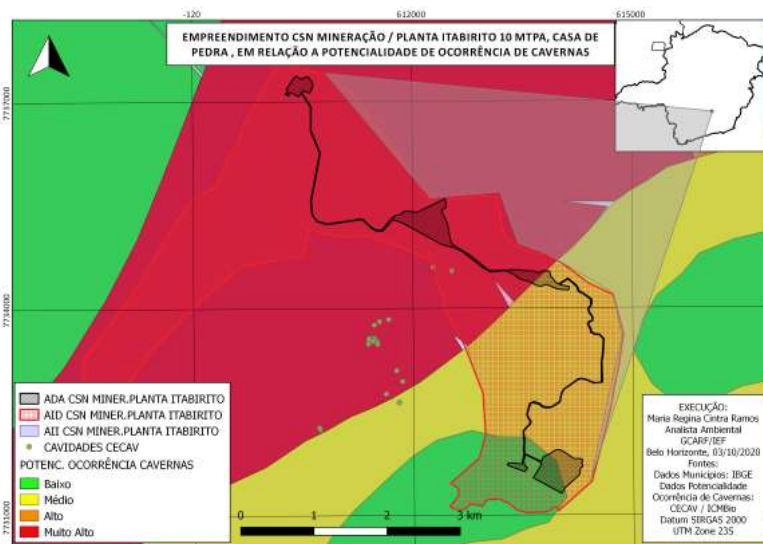 EMPREENDIMENTO CSN MINERAÇÃO / PLANTA ITABIRITO 10 MTPA, CASA DE
PEDRA , EM RELAÇÃO A POTENCIALIDADE DE OCORRÊNCIA DE CAVERNAS
-120
612000
615000
7737000
7734000
7731000
ADA CSN MINER.PLANTA ITABIRITO
AID CSN MINER.PLANTA ITABIRITO
AII CSN MINER.PLANTA ITABIRITO
CAVIDADES CECAV
POTENC. OCORRÊNCIA CAVERNAS
Baixo
Médio
Alto
Muito Alto
0 1 2 3 km
EXECUÇÃO:
Maria Regina Cintra Ramos
Analista Ambiental
GCARF/IEF
Belo Horizonte, 03/10/2020
Fontes:
Dados Municipios: IBGE
Dados Potencialidade
Ocorrência de Cavernas:
CECAV / ICMBio
Datum SIRGAS 2000
UTM Zone 23S